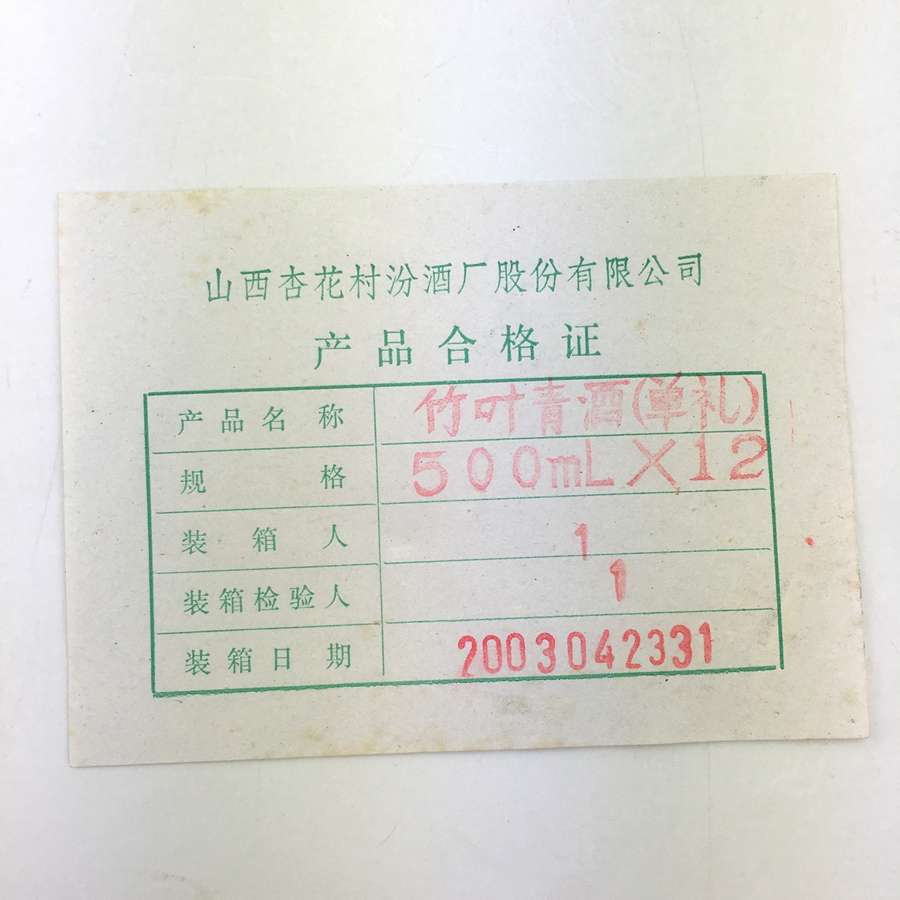 山西杏花村汾酒厂股份有限公司
产品合格证
产品名称 竹叶青酒(单礼)
规格 500mL×12
装箱人 1
装箱检验人 1
装箱日期 2003042331